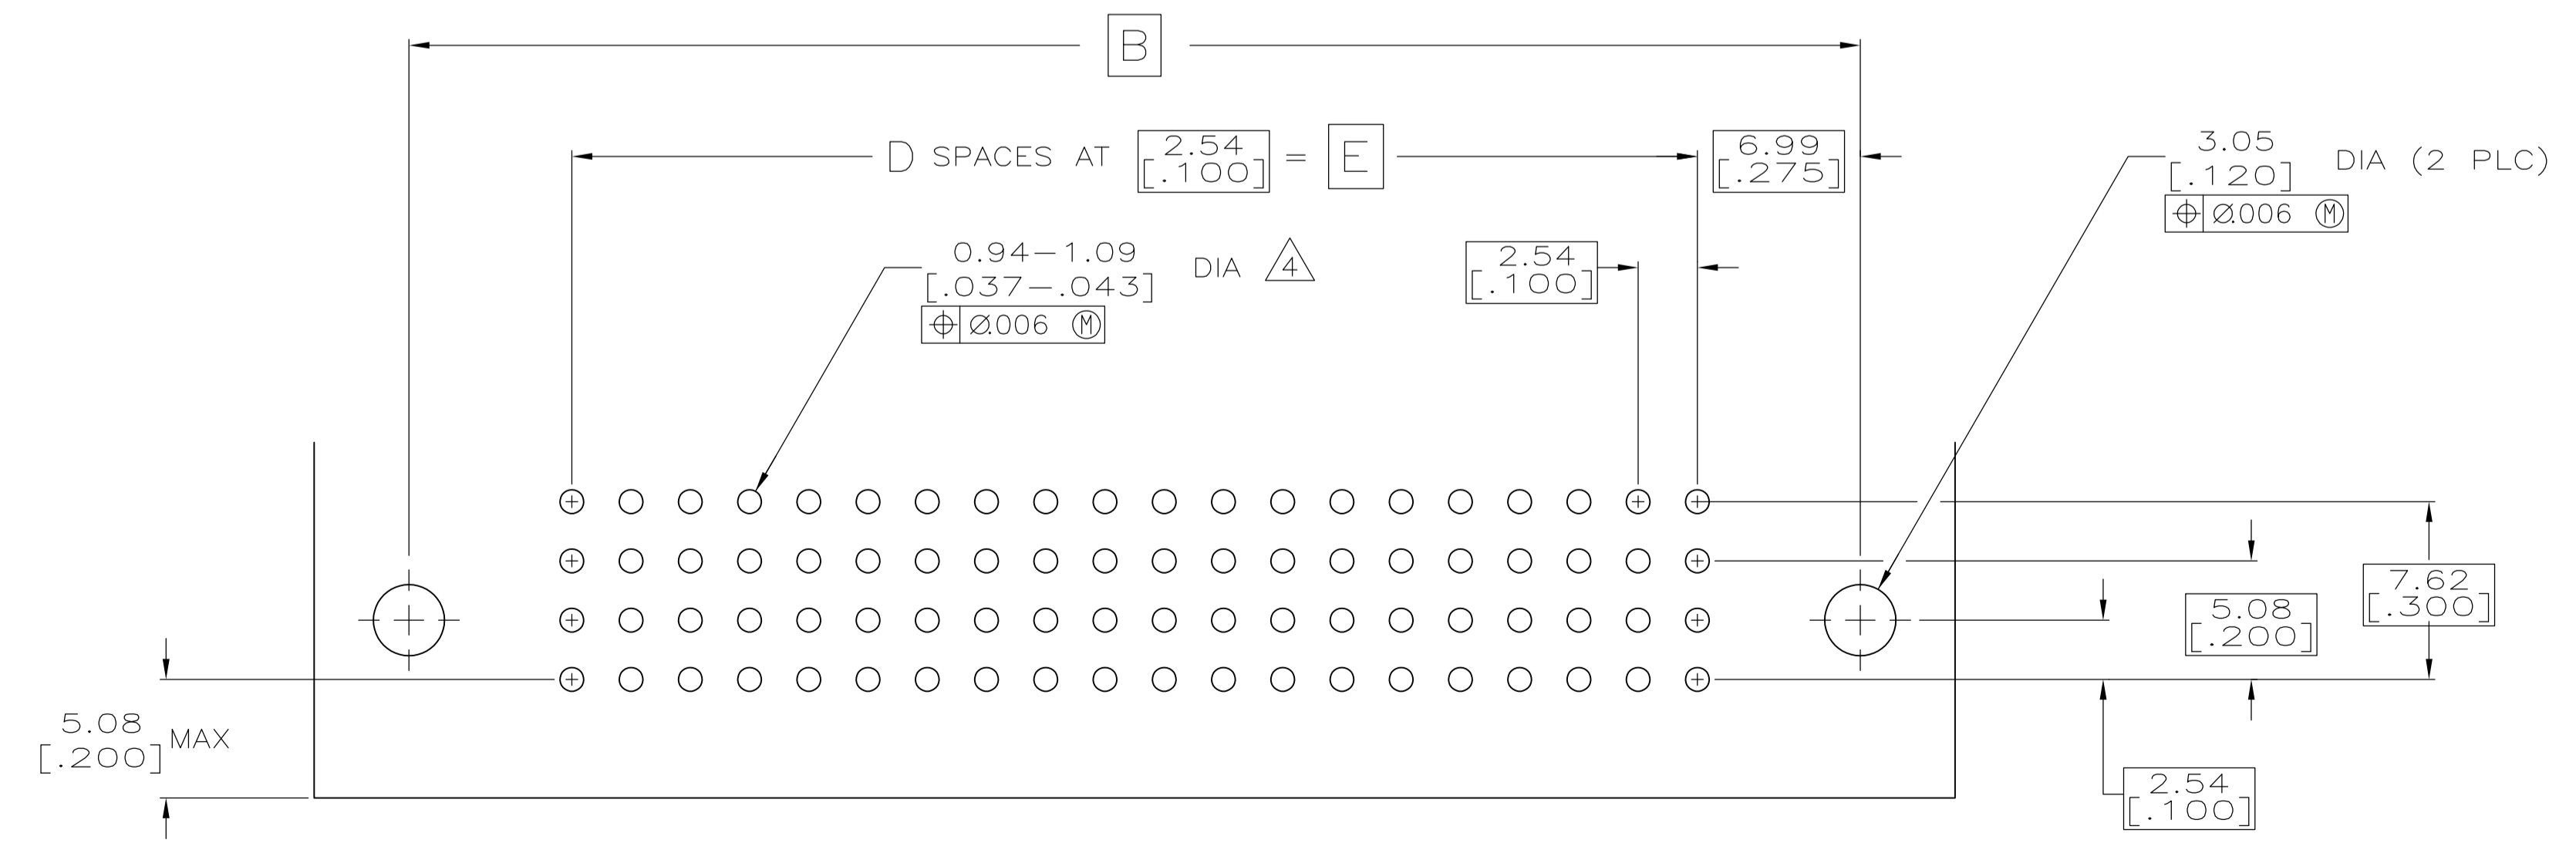 B
D SPACES AT 2.54 [.100] = E
6.99
[.275]
3.05
[.120]
DIA (2 PLC)
⌖ Ø.006 Ⓜ
0.94-1.09
[.037-.043]
DIA 4
⌖ Ø.006 Ⓜ
2.54
[.100]
7.62
[.300]
5.08
[.200]
5.08
[.200]
MAX
2.54
[.100]